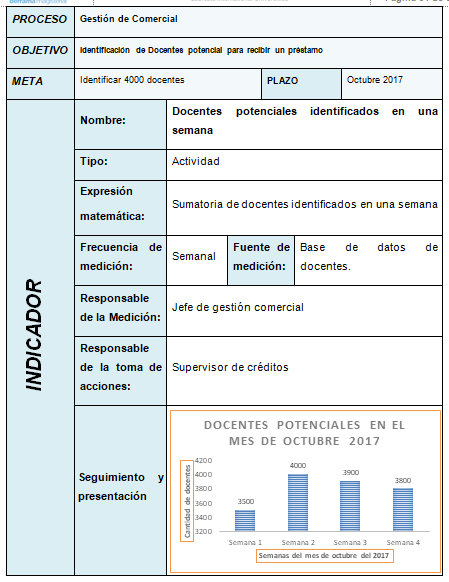 PROCESO Gestión de Comercial
OBJETIVO Identificación de Docentes potencial para recibir un préstamo
META Identificar 4000 docentes PLAZO Octubre 2017
INDICADOR
Nombre: Docentes potenciales identificados en una
semana
Tipo: Actividad
Expresión
matemática:
Sumatoria de docentes identificados en una semana
Frecuencia de
medición:
Semanal
Fuente de
medición:
Base de datos de
docentes.
Responsable
de la Medición:
Jefe de gestión comercial
Responsable
de la toma de
acciones:
Supervisor de créditos
Seguimiento y
presentación
DOCENTES POTENCIALES EN EL
MES DE OCTUBRE 2017
Cantidad de docentes
4200
4000
3800
3600
3400
3200
3500
4000
3900
3800
Semana 1 Semana 2 Semana 3 Semana 4
Semanas del mes de octubre del 2017